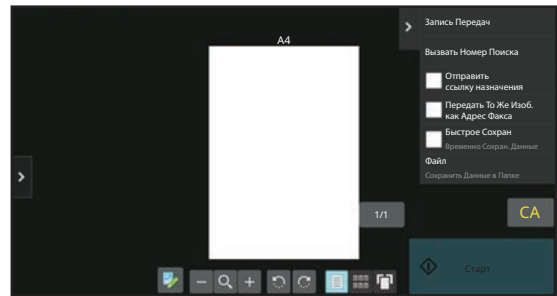 A4
Запись Передач
Вызвать Номер Поиска
Отправить
ссылку назначения
Передать То Же Изоб.
как Адрес Факса
Быстрое Сохран
Временно Сохран. Данные
Файл
Сохранить Данные в Папке
1/1
CA
Старт